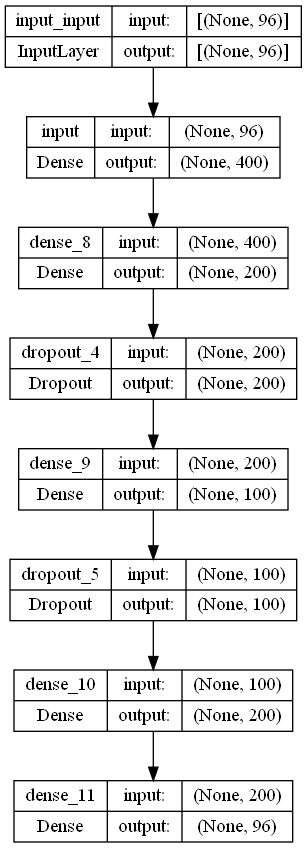 input_input input: [(None, 96)]
InputLayer output: [(None, 96)]
input input: (None, 96)
Dense output: (None, 400)
dense_8 input: (None, 400)
Dense output: (None, 200)
dropout_4 input: (None, 200)
Dropout output: (None, 200)
dense_9 input: (None, 200)
Dense output: (None, 100)
dropout_5 input: (None, 100)
Dropout output: (None, 100)
dense_10 input: (None, 100)
Dense output: (None, 200)
dense_11 input: (None, 200)
Dense output: (None, 96)